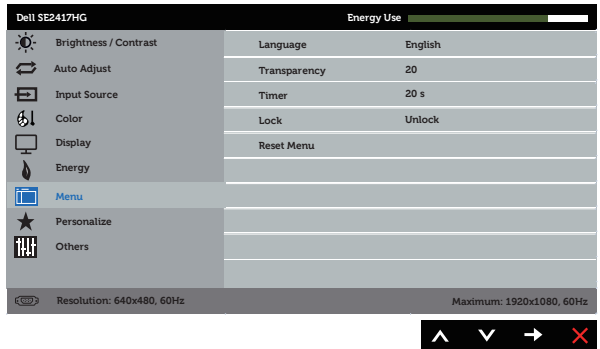 Dell SE2417HG Energy Use
Brightness / Contrast Language English
Auto Adjust Transparency 20
Input Source Timer 20 s
Color Lock Unlock
Display Reset Menu
Energy
Menu
Personalize
Others
Resolution: 640x480, 60Hz Maximum: 1920x1080, 60Hz